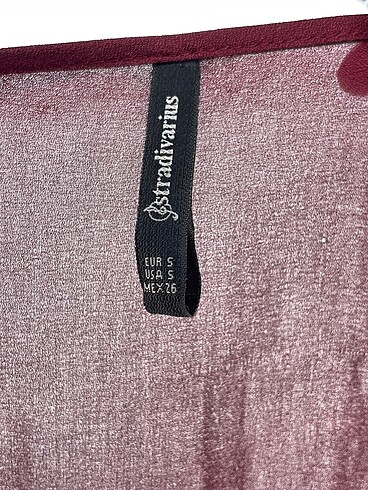 stradivarius
EUR S
USA S
MEX 26